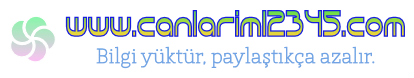 www.canlarim12345.com
Bilgi yüktür, paylaştıkça azalır.